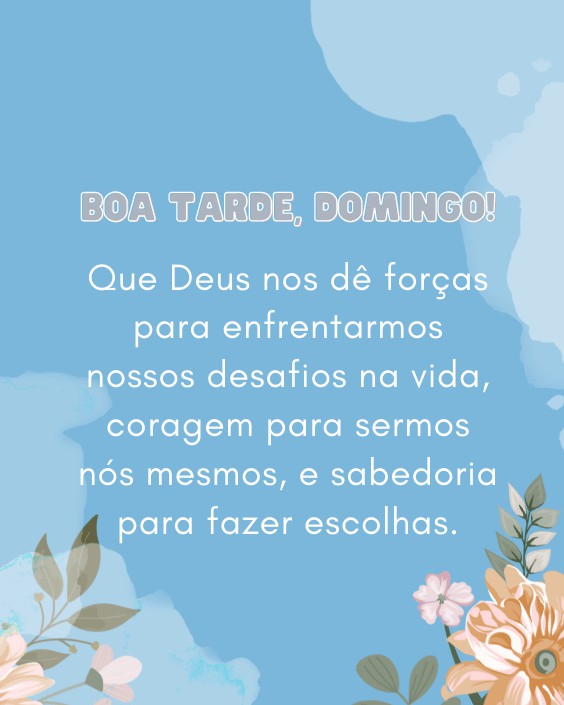 BOA TARDE, DOMINGO!
Que Deus nos dê forças
para enfrentarmos
nossos desafios na vida,
coragem para sermos
nós mesmos, e sabedoria
para fazer escolhas.